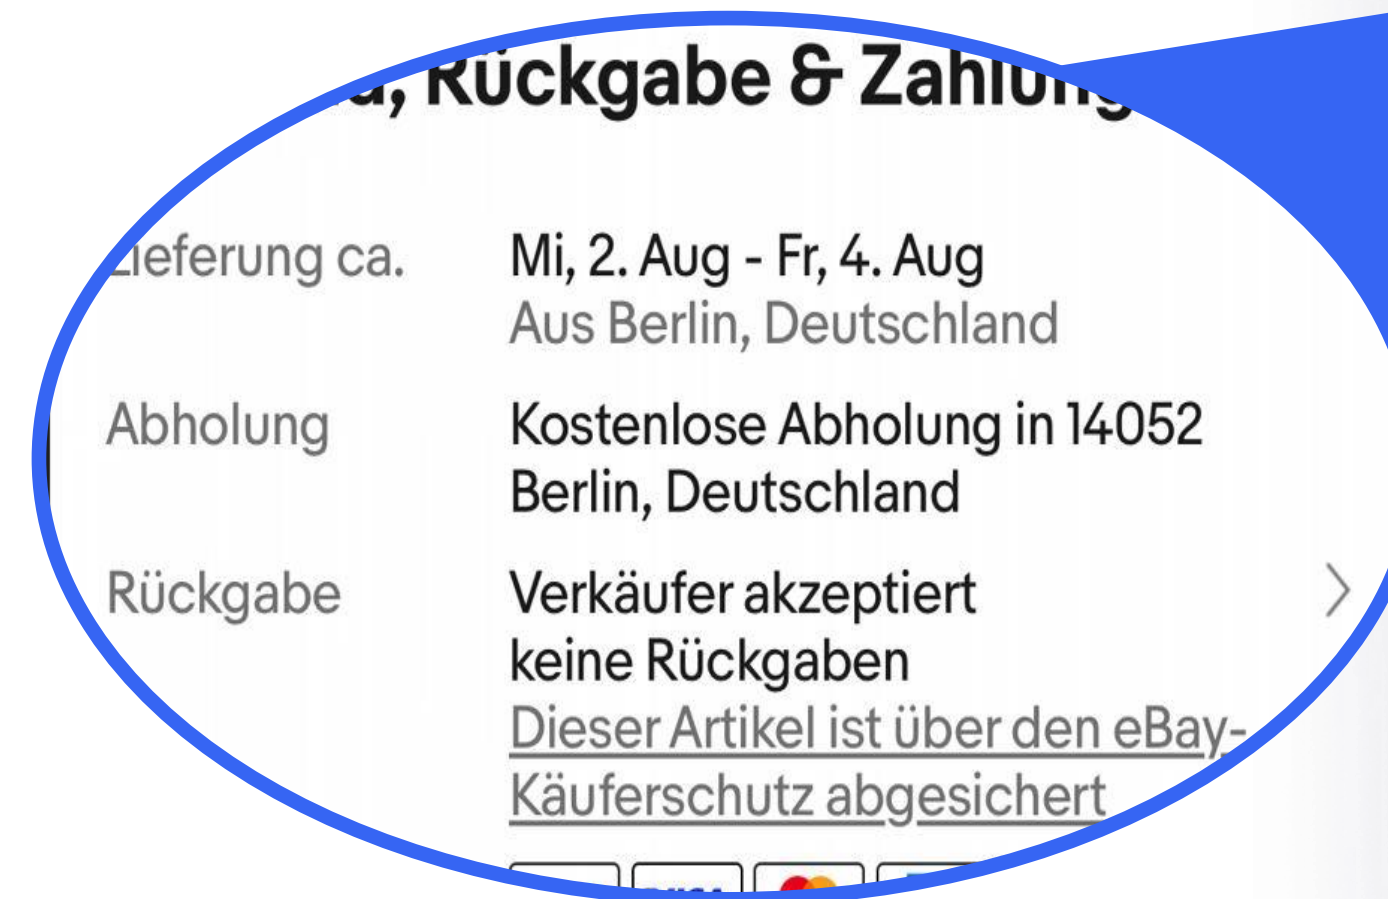 Rückgabe & Zahlung
Lieferung ca.
Mi, 2. Aug - Fr, 4. Aug
Aus Berlin, Deutschland
Abholung
Kostenlose Abholung in 14052
Berlin, Deutschland
Rückgabe
Verkäufer akzeptiert
keine Rückgaben
Dieser Artikel ist über den eBay-
Käuferschutz abgesichert